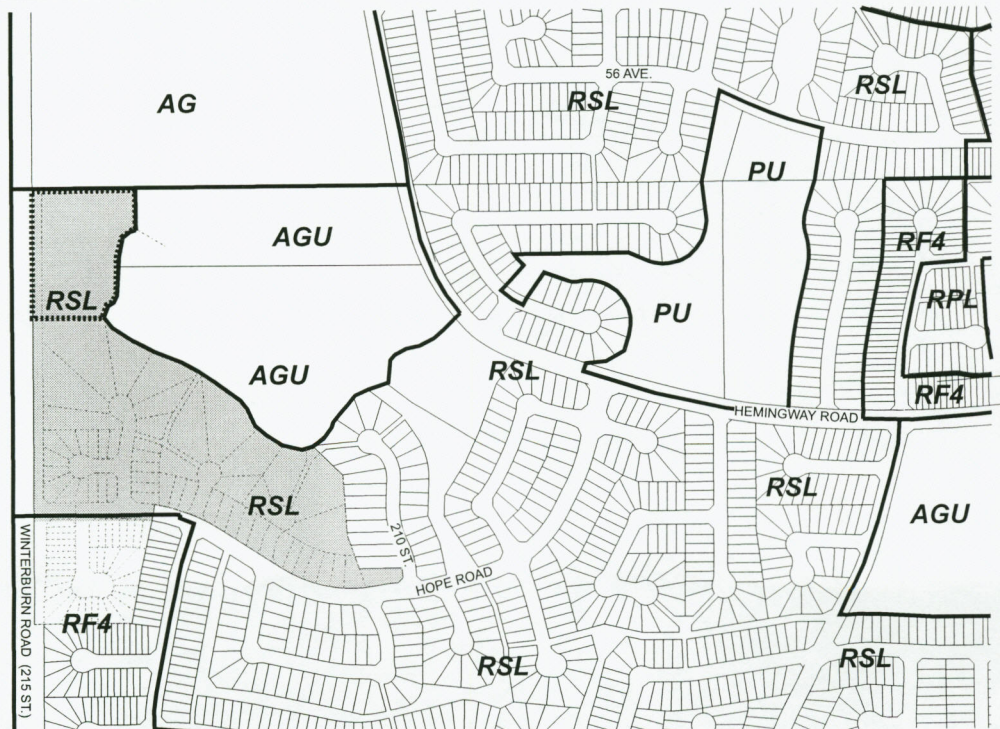 56 AVE.
RSL
RSL
AG
PU
AGU
RF4
RSL
RPL
PU
AGU
RSL
RF4
HEMINGWAY ROAD
RSL
RSL
AGU
210 ST.
HOPE ROAD
WINTERBURN ROAD (215 ST.)
RF4
RSL
RSL